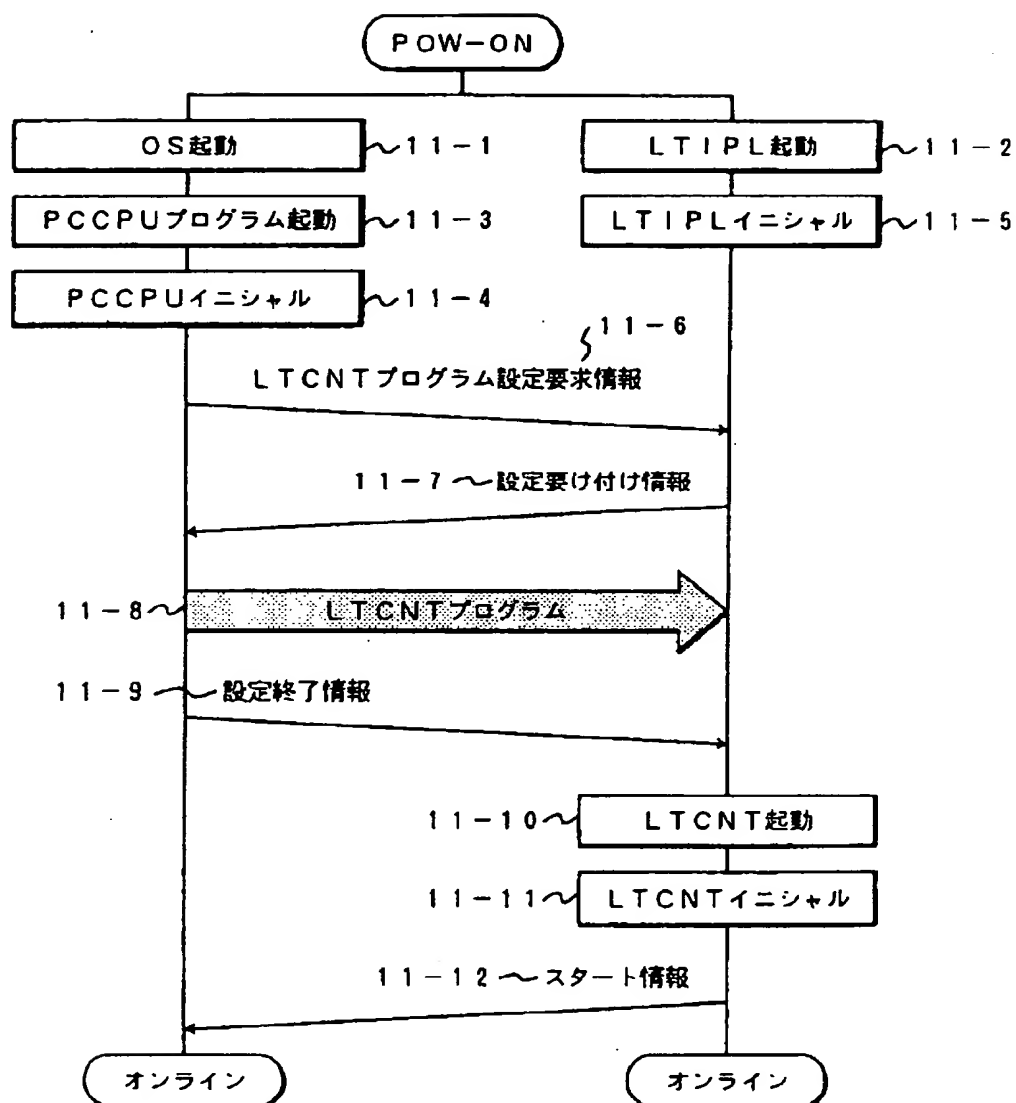 POW-ON
OS起動 11-1
LTIPL起動 11-2
PCCPUプログラム起動 11-3
LTIPLイニシャル 11-5
PCCPUイニシャル 11-4
11-6
LTCNTプログラム設定要求情報
11-7 設定要け付け情報
11-8 LTCNTプログラム
11-9 設定終了情報
11-10 LTCNT起動
11-11 LTCNTイニシャル
11-12 スタート情報
オンライン
オンライン